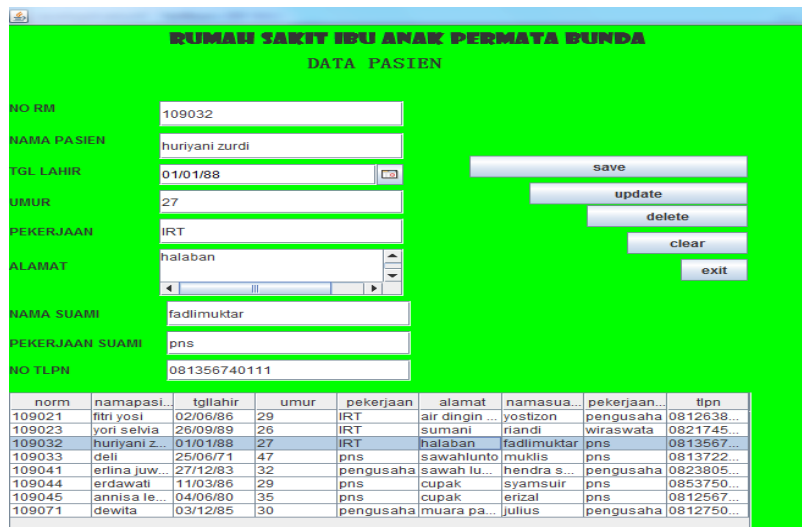 RUMAH SAKIT IBU ANAK PERMATA BUNDA
DATA PASIEN
NO RM 109032
NAMA PASIEN huriyani zurdi
TGL LAHIR 01/01/88
save
UMUR 27
update
delete
PEKERJAAN IRT
clear
ALAMAT halaban
exit
NAMA SUAMI fadlimuktar
PEKERJAAN SUAMI pns
NO TLPN 081356740111
norm namapasi... tgllahir umur pekerjaan alamat namasua... pekerjaan... tlpn
109021 fitri yosi 02/06/86 29 IRT air dingin ... yostizon pengusaha 0812638...
109023 yori selvia 26/09/89 26 IRT sumani riandi wiraswata 0821745...
109032 huriyani z... 01/01/88 27 IRT halaban fadlimuktar pns 0813567...
109033 deli 25/06/71 47 pns sawahlunto muklis pns 0813722...
109041 erlina juw... 27/12/83 32 pengusaha sawah lu... hendra s... pengusaha 0823805...
109044 erdawati 11/03/86 29 pns cupak syamsuir pns 0853750...
109045 annisa le... 04/06/80 35 pns cupak erizal pns 0812567...
109071 dewita 03/12/85 30 pengusaha muara pa... julius pengusaha 0812750...